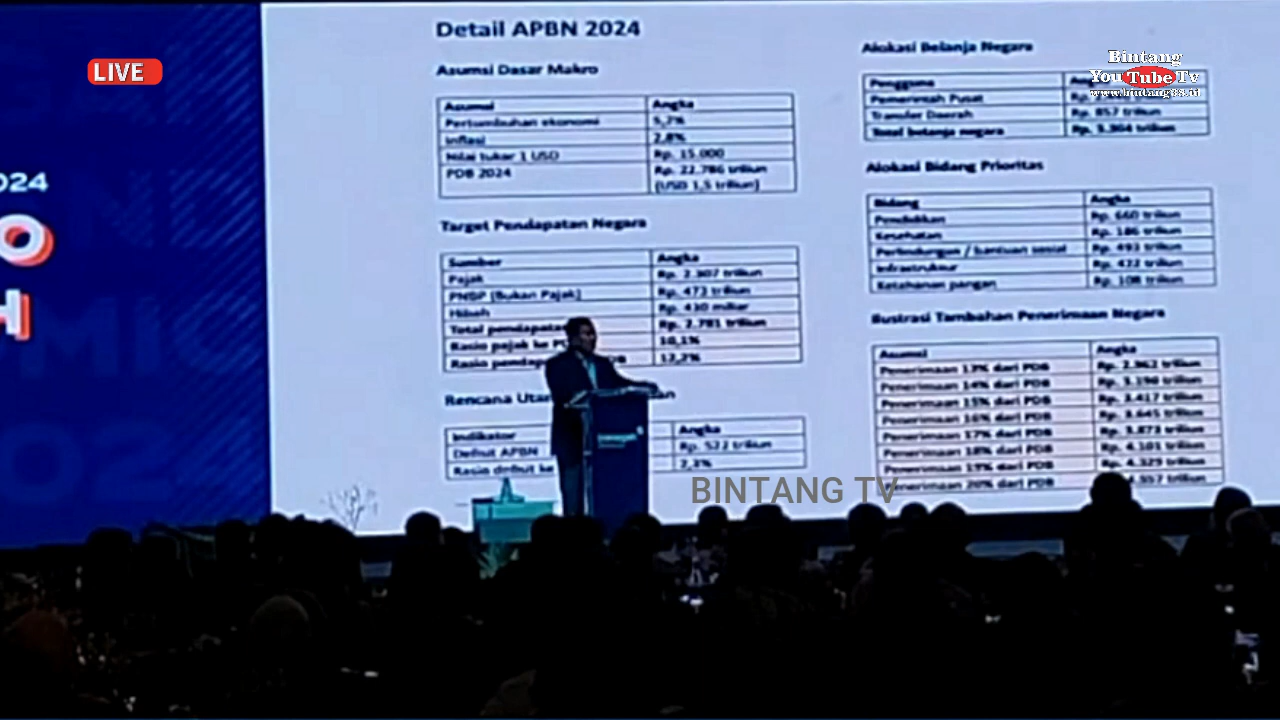 LIVE
Bintang
You Tube Tv
2024
O
H
Detail APBN 2024
Asumsi Dasar Makro
Asumsi Angka
Pertumbuhan ekonomi 5,7%
Inflasi 2,8%
Nilai tukar 1 USD Rp. 15.000
PDB 2024 Rp. 22.786 triliun
(USD 1,5 triliun)
Target Pendapatan Negara
Sumber Angka
Pajak Rp. 2.307 triliun
PNBP (Bukan Pajak) Rp. 473 triliun
Hibah Rp. 430 miliar
Total pendapatan Rp. 2.781 triliun
Rasio pajak ke 10,1%
Rasio 12,2%
Rencana
Indikator Angka
Defisit APBN Rp. 522 triliun
Rasio defisit ke 2,3%
Alokasi Belanja Negara
Pengguna
Pemerintah Pusat Rp.
Transfer Daerah Rp. 857 triliun
Total belanja negara Rp. 3.304 triliun
Alokasi Bidang Prioritas
Bidang Angka
Pendidikan Rp. 660 triliun
Kesehatan Rp. 186 triliun
Perlindungan / bantuan sosial Rp. 493 triliun
Infrastruktur Rp. 422 triliun
Ketahanan pangan Rp. 108 triliun
Ilustrasi Tambahan Penerimaan Negara
Asumsi Angka
Penerimaan 13% dari PDB Rp. 2.962 triliun
Penerimaan 14% dari PDB Rp. 3.190 triliun
Penerimaan 15% dari PDB Rp. 3.417 triliun
Penerimaan 16% dari PDB Rp. 3.645 triliun
Penerimaan 17% dari PDB Rp. 3.873 triliun
Penerimaan 18% dari PDB Rp. 4.101 triliun
Penerimaan 19% dari PDB Rp. 4.329 triliun
Penerimaan 20% dari PDB 4.557 triliun
BINTANG TV